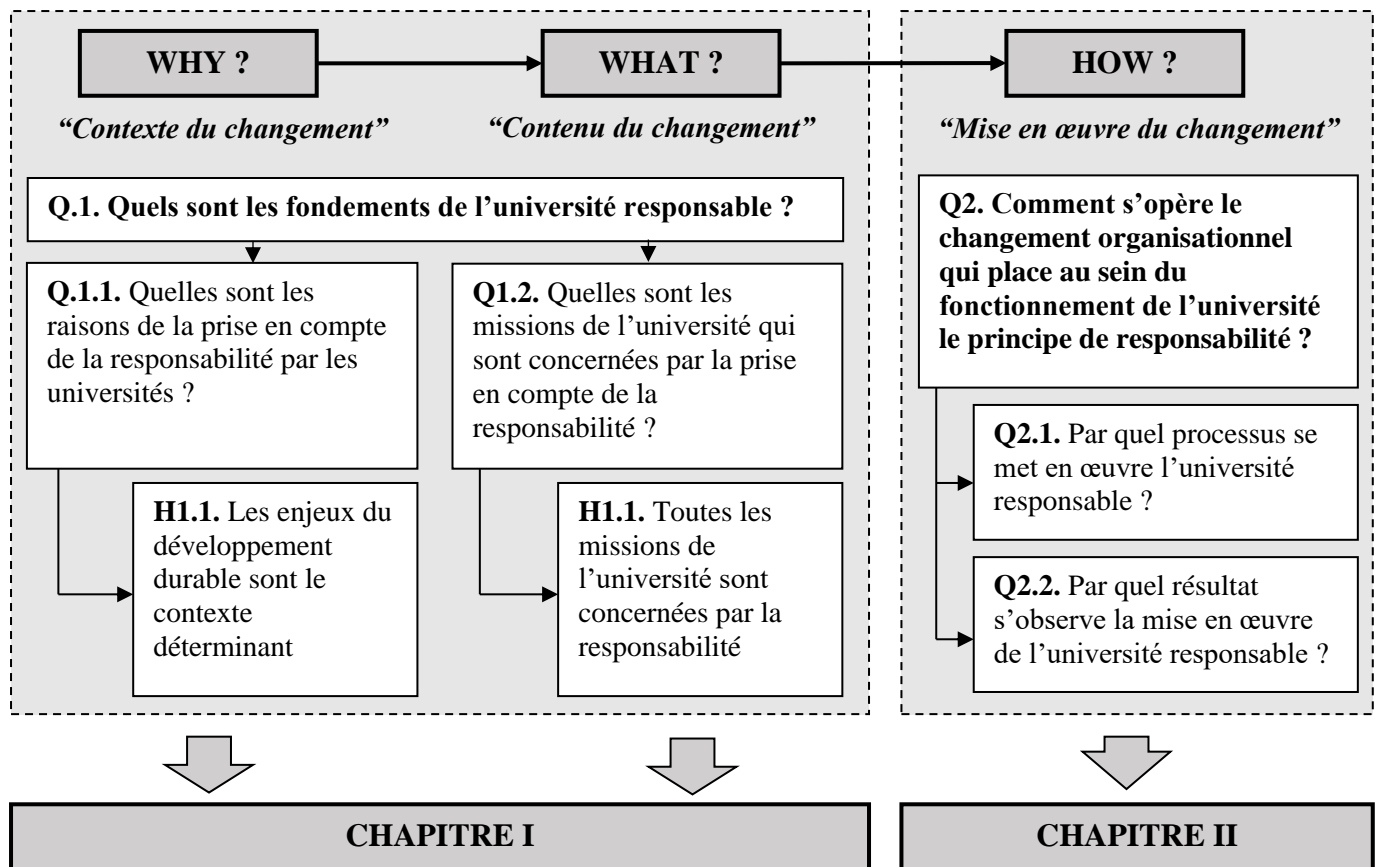 WHY ?
WHAT ?
HOW ?
“Contexte du changement”
“Contenu du changement”
“Mise en œuvre du changement”
Q.1. Quels sont les fondements de l’université responsable ?
Q.1.1. Quelles sont les
raisons de la prise en compte
de la responsabilité par les
universités ?
H1.1. Les enjeux du
développement
durable sont le
contexte
déterminant
Q1.2. Quelles sont les
missions de l’université qui
sont concernées par la prise
en compte de la
responsabilité ?
H1.1. Toutes les
missions de
l’université sont
concernées par la
responsabilité
Q2. Comment s’opère le
changement organisationnel
qui place au sein du
fonctionnement de l’université
le principe de responsabilité ?
Q2.1. Par quel processus se
met en œuvre l’université
responsable ?
Q2.2. Par quel résultat
s’observe la mise en œuvre
de l’université responsable ?
CHAPITRE I
CHAPITRE II